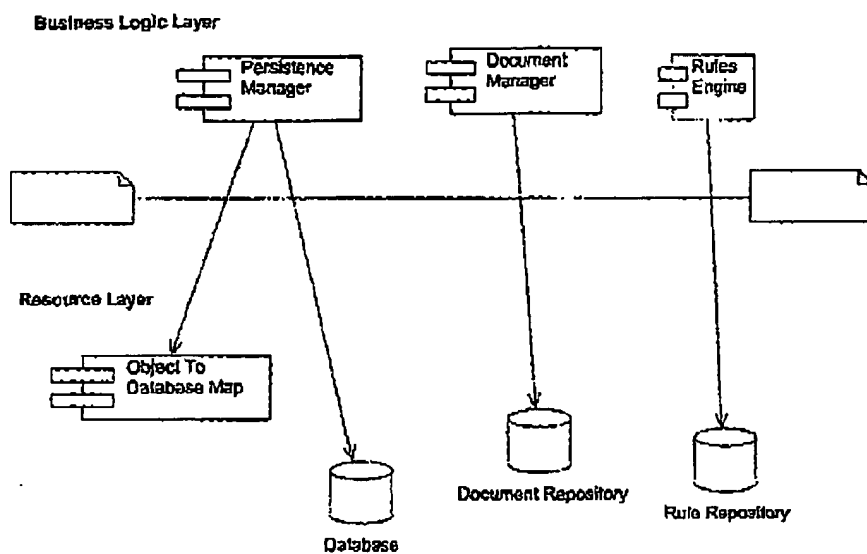 Business Logic Layer
Persistence
Manager
Document
Manager
Rules
Engine
Resource Layer
Object To
Database Map
Document Repository
Rule Repository
Database